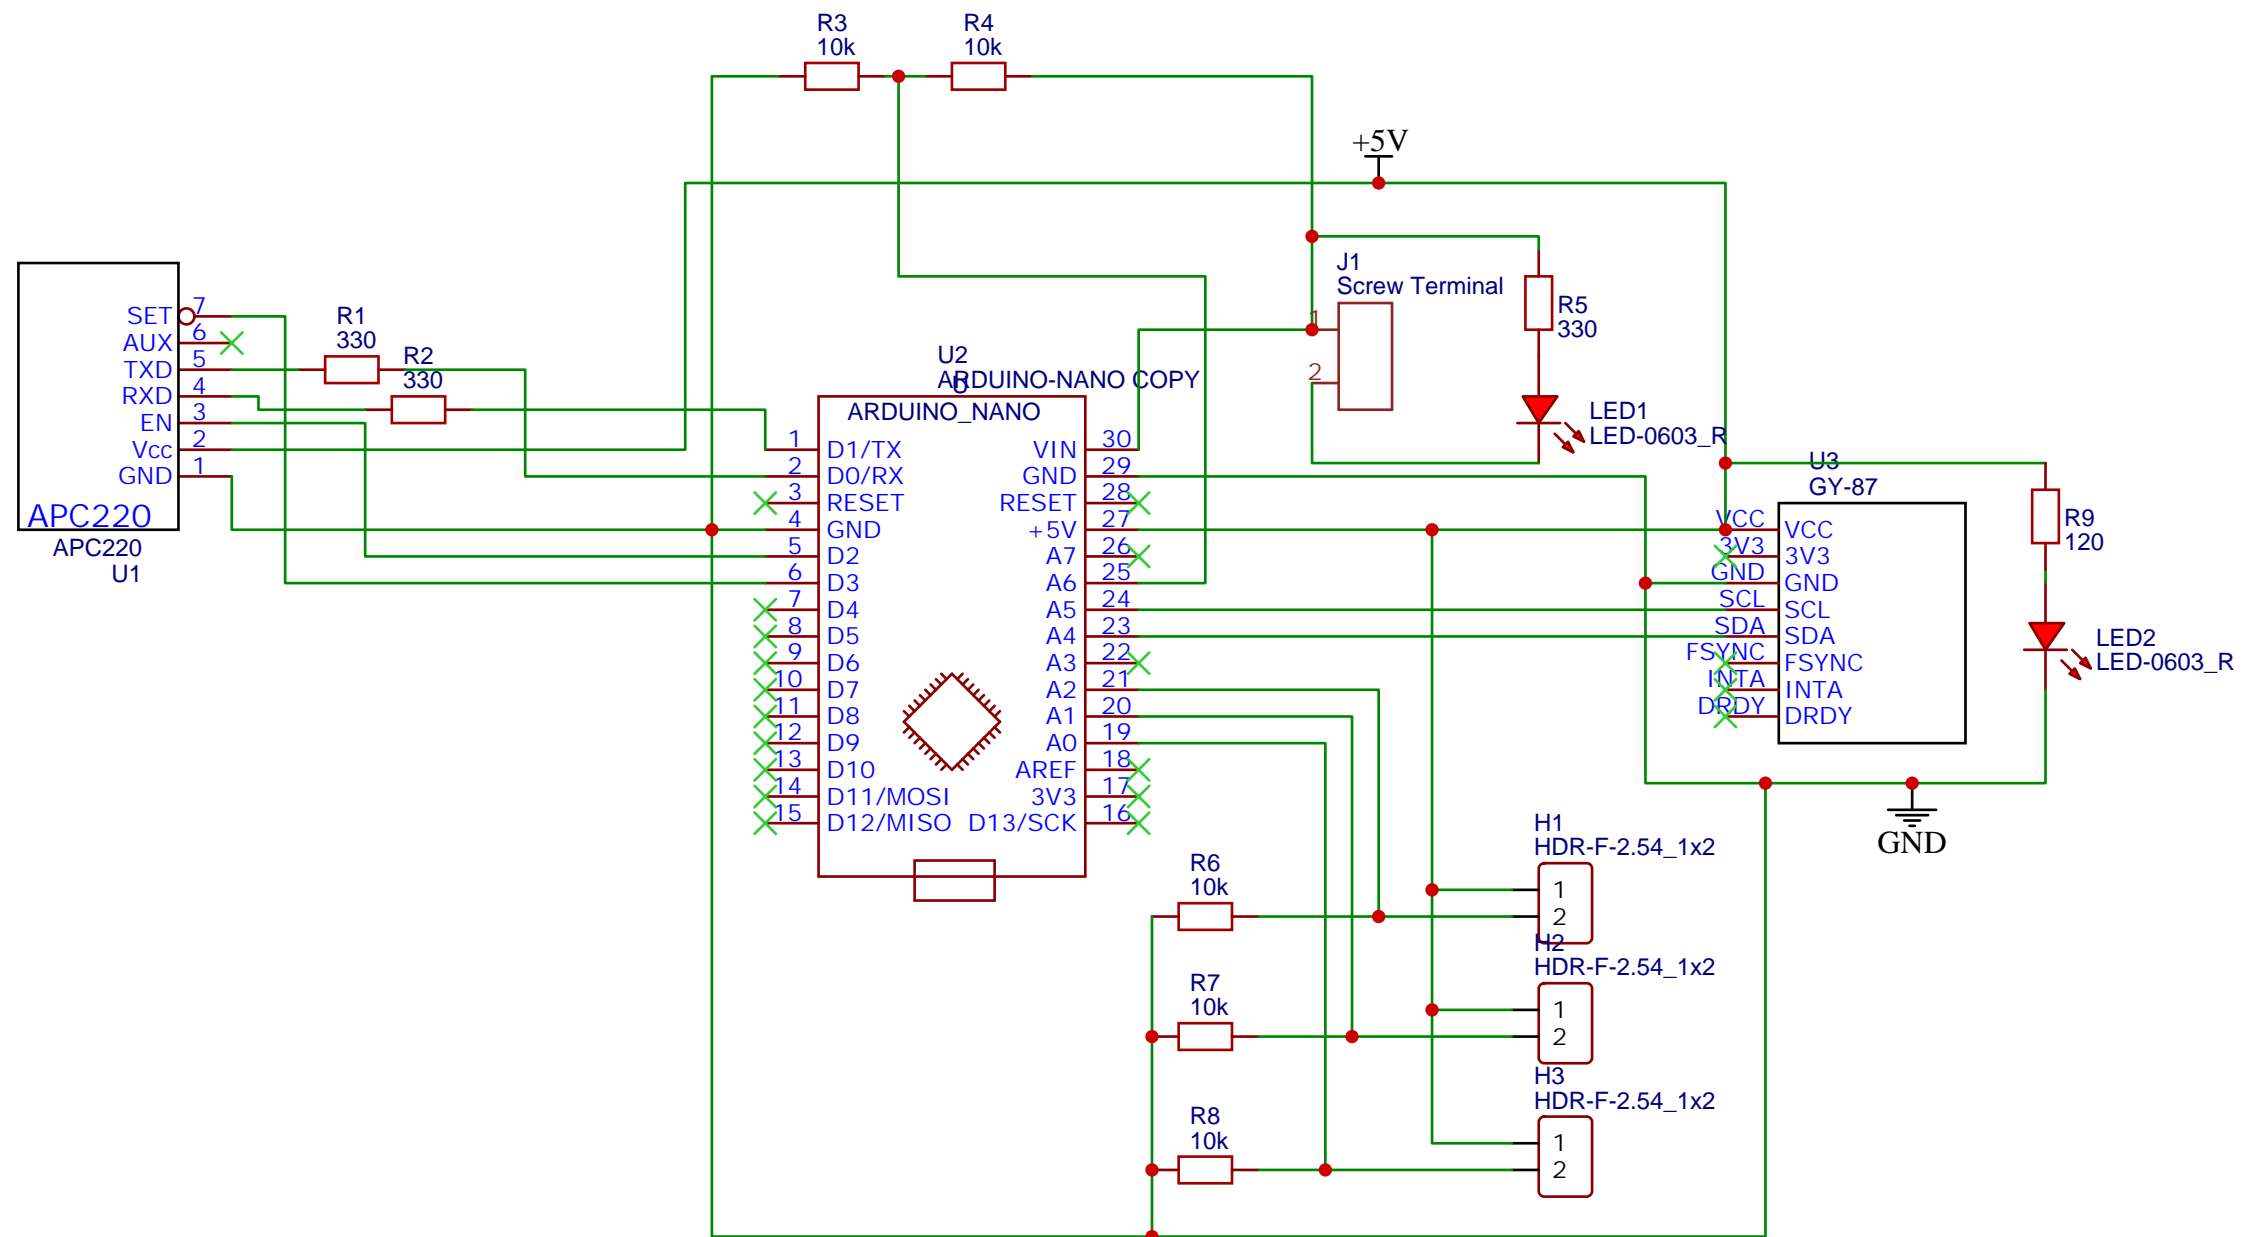 R3
10k
R4
10k
+5V
J1
Screw Terminal
1
2
R5
330
LED1
LED-0603_R
SET 7
AUX 6
TXD 5
RXD 4
EN 3
Vcc 2
GND 1
APC220
APC220
U1
R1
330
R2
330
U2
ARDUINO-NANO COPY
ARDUINO_NANO
1 D1/TX VIN 30
2 D0/RX GND 29
3 RESET RESET 28
4 GND +5V 27
5 D2 A7 26
6 D3 A6 25
7 D4 A5 24
8 D5 A4 23
9 D6 A3 22
10 D7 A2 21
11 D8 A1 20
12 D9 A0 19
13 D10 AREF 18
14 D11/MOSI 3V3 17
15 D12/MISO D13/SCK 16
U3
GY-87
VCC VCC
3V3 3V3
GND GND
SCL SCL
SDA SDA
FSYNC FSYNC
INTA INTA
DRDY DRDY
R9
120
LED2
LED-0603_R
GND
R6
10k
H1
HDR-F-2.54_1x2
1
2
R7
10k
H2
HDR-F-2.54_1x2
1
2
R8
10k
H3
HDR-F-2.54_1x2
1
2